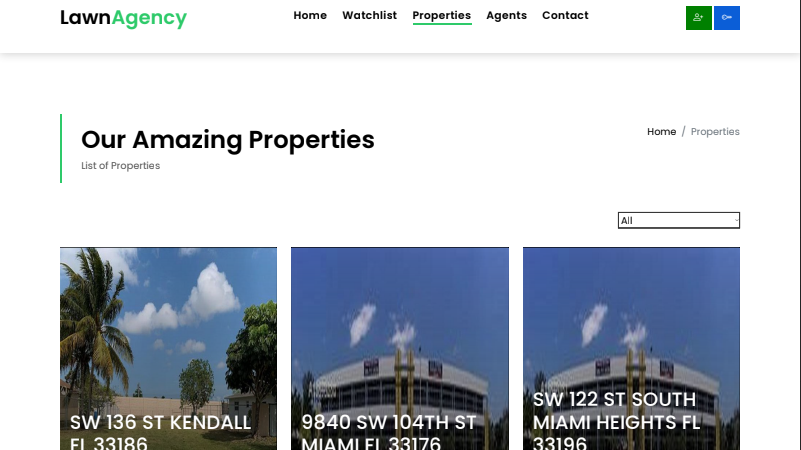 LawnAgency
Home Watchlist Properties Agents Contact
Our Amazing Properties
List of Properties
Home / Properties
All
SW 136 ST KENDALL
FL 33186
9840 SW 104TH ST
MIAMI FL 33176
SW 122 ST SOUTH
MIAMI HEIGHTS FL
33196